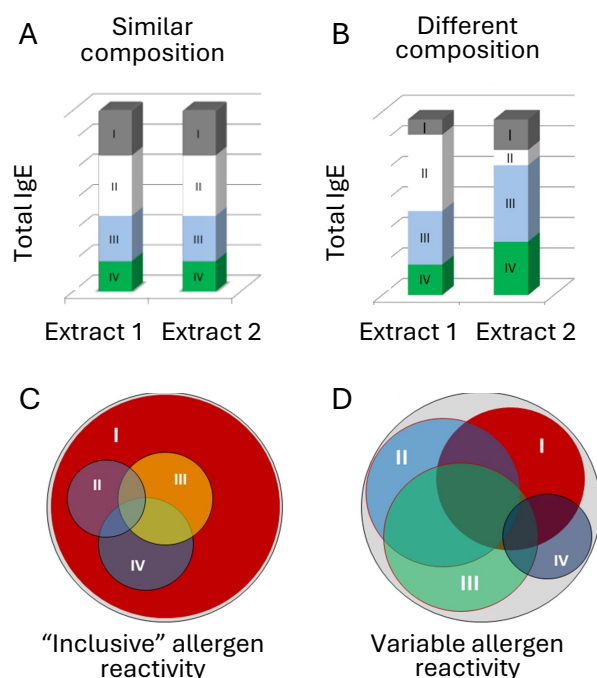 A
Similar
composition
Total IgE
I
I
II
II
III
III
IV
IV
Extract 1
Extract 2
B
Different
composition
Total IgE
I
I
II
II
III
III
IV
IV
Extract 1
Extract 2
C
I
II
III
IV
“Inclusive” allergen
reactivity
D
I
II
III
IV
Variable allergen
reactivity